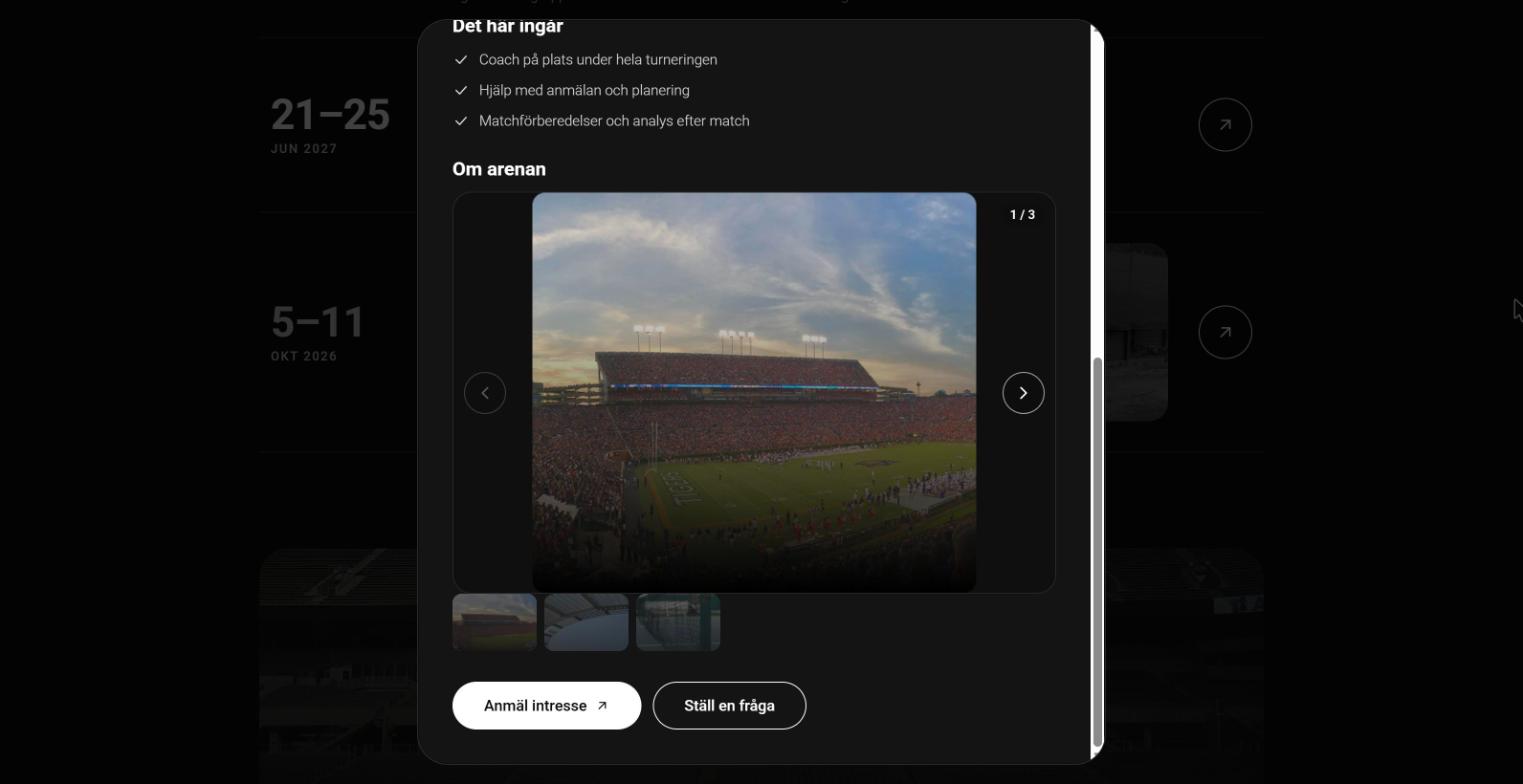 Det här ingår
Coach på plats under hela turneringen
Hjälp med anmälan och planering
Matchförberedelser och analys efter match
21–25
JUN 2027
Om arenan
1 / 3
5–11
OKT 2026
TIGERS
Anmäl intresse
Ställ en fråga